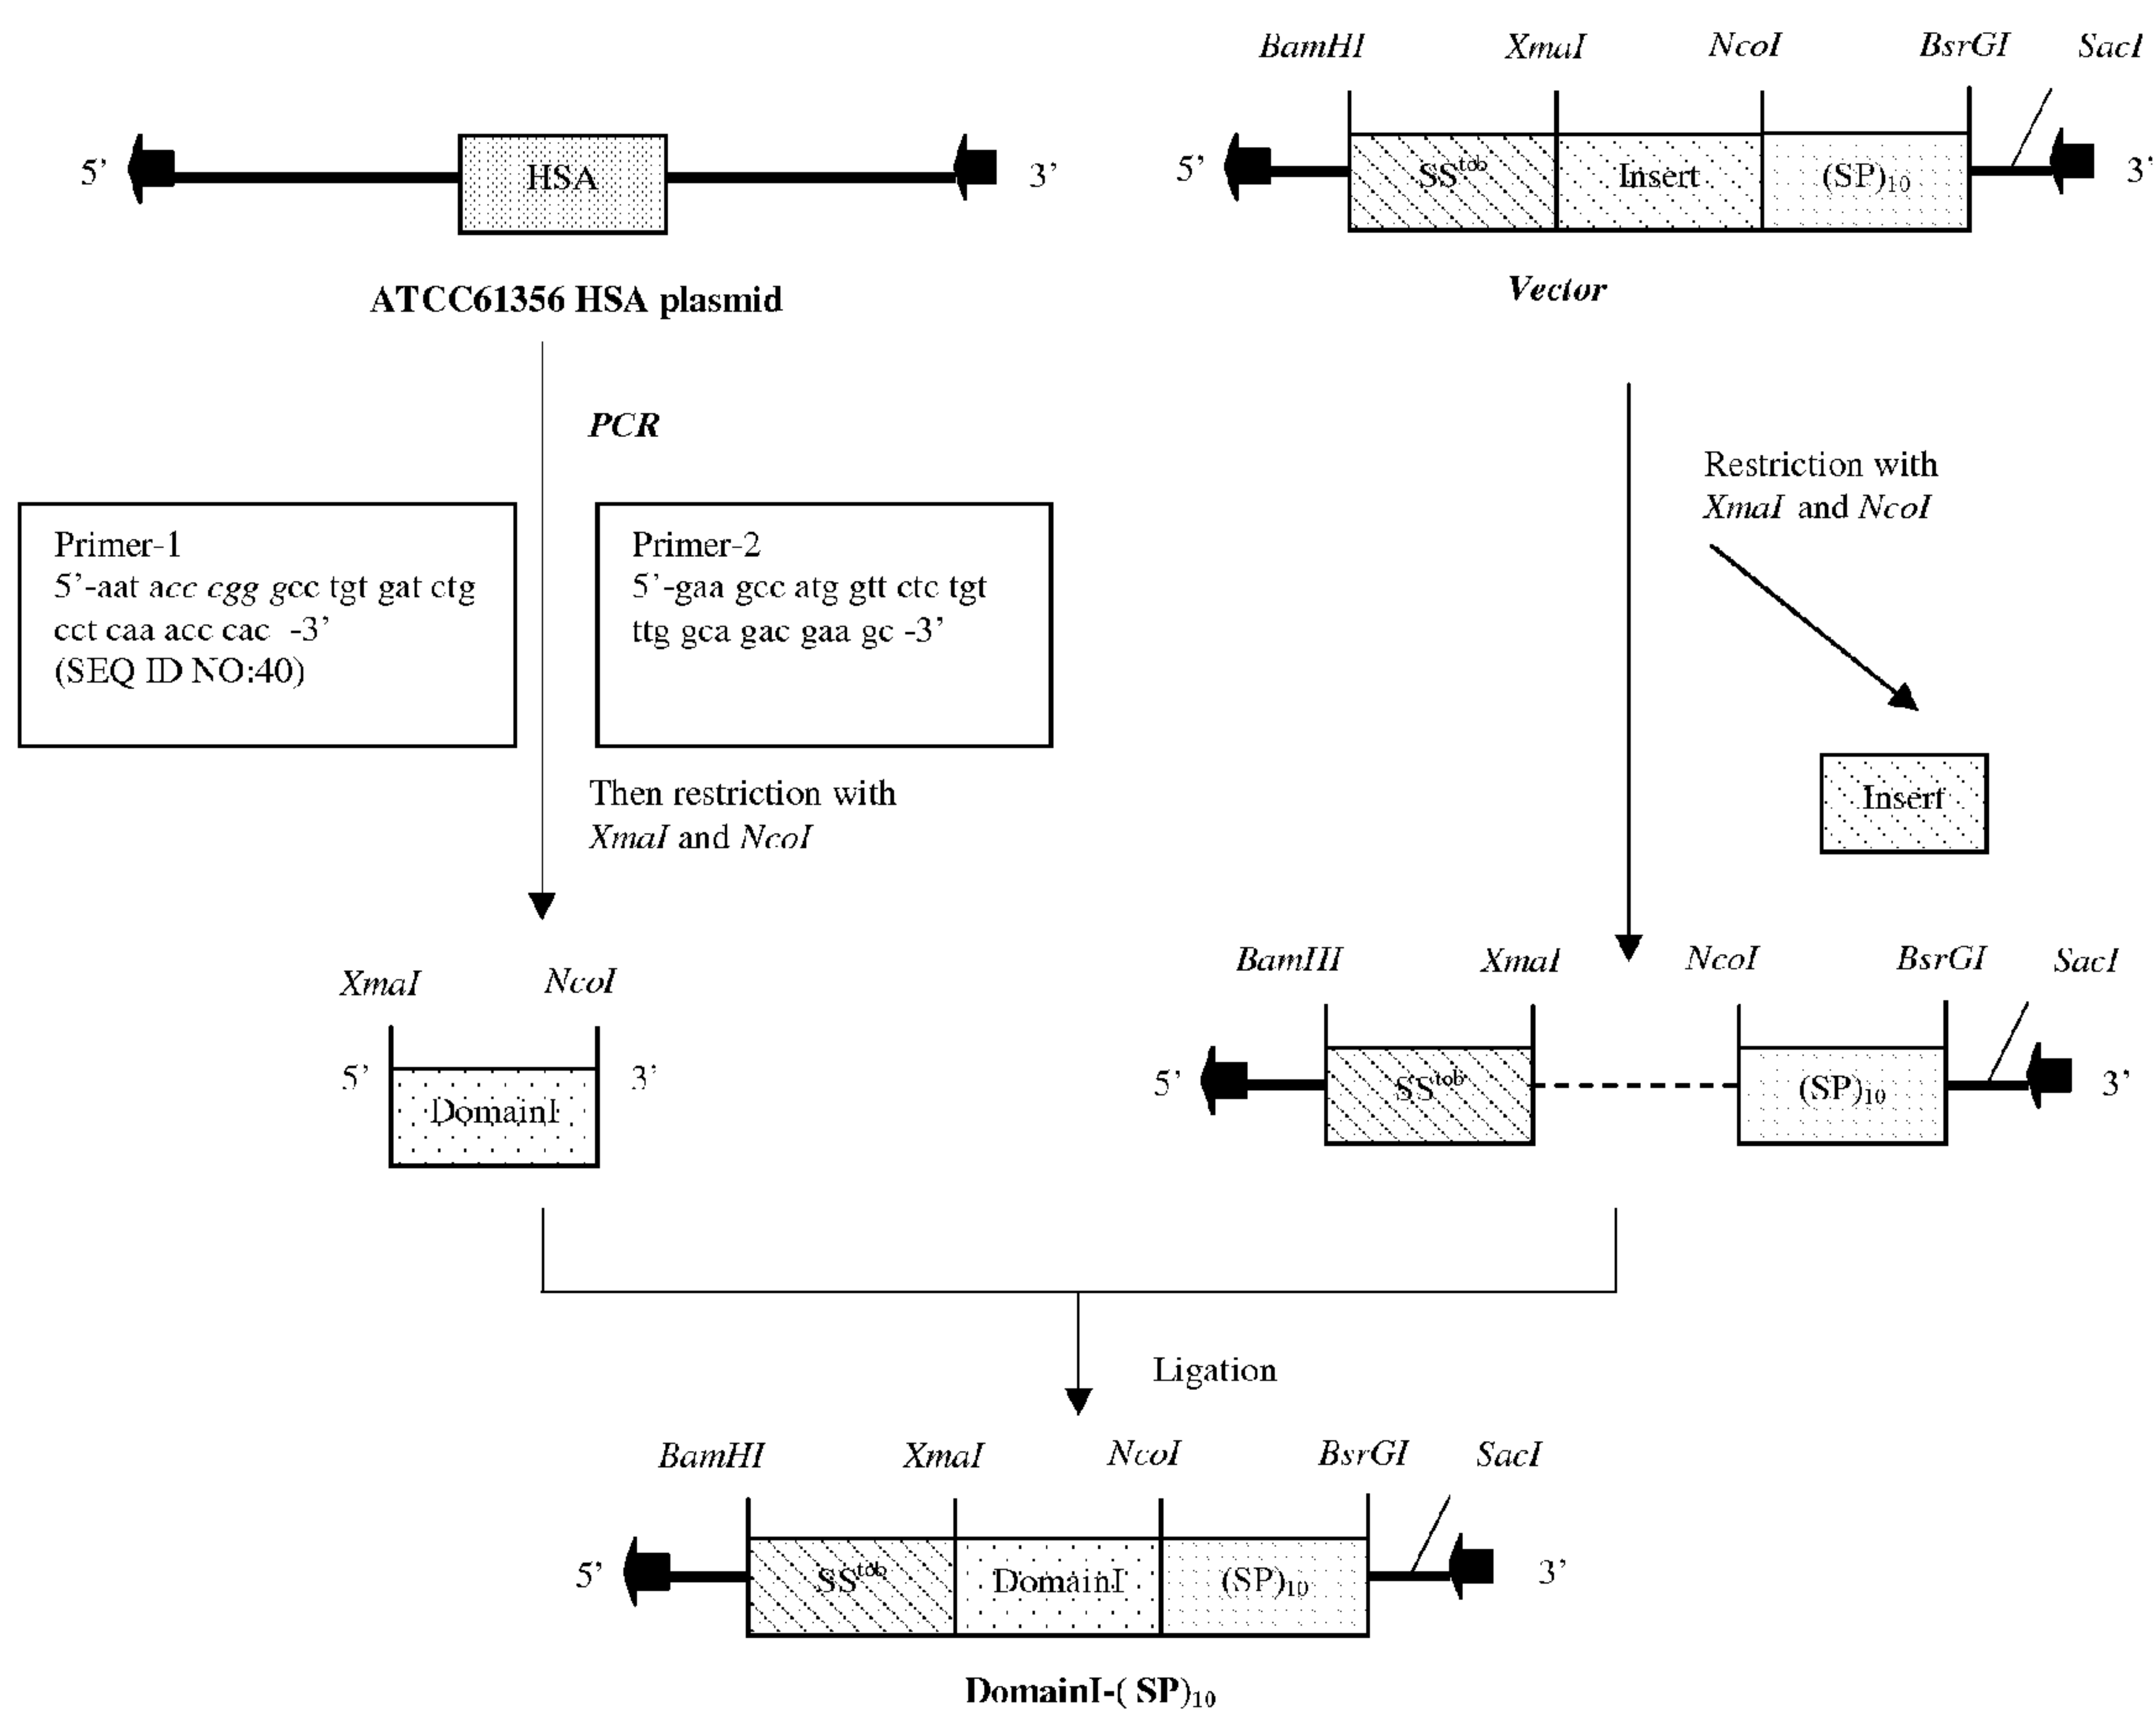 BamHI XmaI NcoI BsrGI SacI
5’ HSA 3’
5’ SS^tob Insert (SP)₁₀ 3’
ATCC61356 HSA plasmid
Vector
PCR
Primer-1
5’-aat acc cgg gcc tgt gat ctg
cct caa acc cac -3’
(SEQ ID NO:40)
Primer-2
5’-gaa gcc atg gtt ctc tgt
ttg gca gac gaa gc -3’
Then restriction with
XmaI and NcoI
Restriction with
XmaI and NcoI
Insert
XmaI NcoI
5’ 3’
DomainI
BamIII XmaI NcoI BsrGI SacI
5’ SS^tob (SP)₁₀ 3’
Ligation
BamHI XmaI NcoI BsrGI SacI
5’ SS^tob DomainI (SP)₁₀ 3’
DomainI-( SP)₁₀